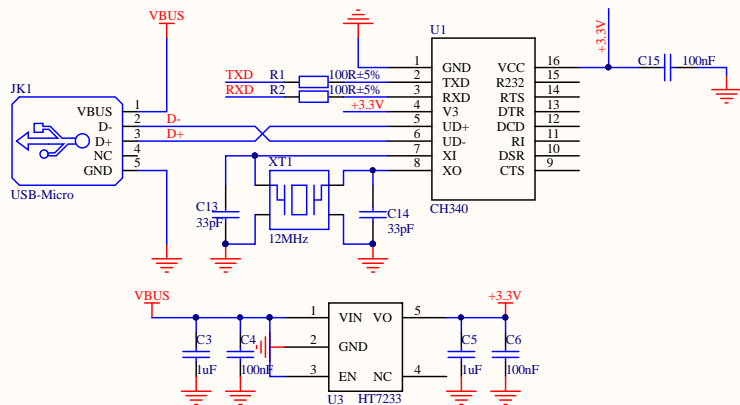 VBUS
U1
+3.3V
1 GND VCC 16
TXD R1 100R±5% 2 TXD R232 15
RXD R2 100R±5% 3 RXD RTS 14
+3.3V 4 V3 DTR 13
5 UD+ DCD 12
6 UD- RI 11
7 XI DSR 10
8 XO CTS 9
CH340
C15 100nF
JK1
VBUS 1
D- 2 D-
D+ 3 D+
NC 4
GND 5
USB-Micro
XT1
C13
33pF
12MHz
C14
33pF
VBUS
+3.3V
1 VIN VO 5
2 GND
3 EN NC 4
U3 HT7233
C3
1uF
C4
100nF
C5
1uF
C6
100nF